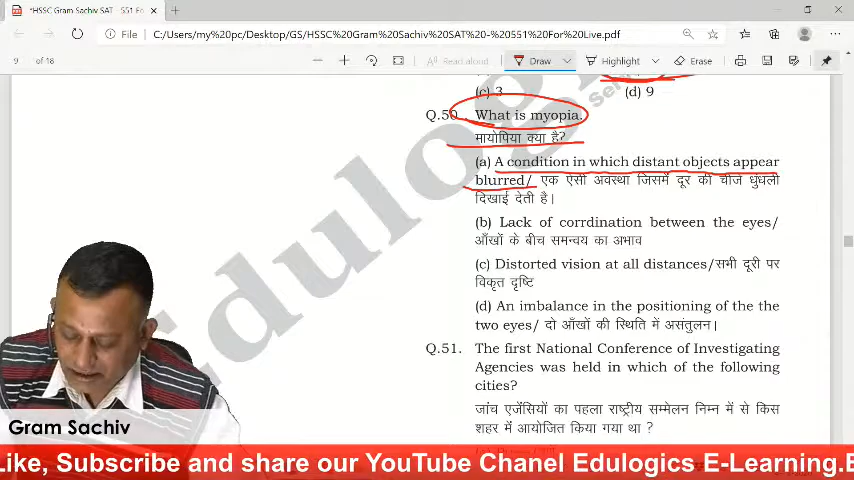 *HSSC Gram Sachiv SAT - 551 For
File
C:/Users/my%20pc/Desktop/GS/HSSC%20Gram%20Sachiv%20SAT%20-%20551%20For%20Live.pdf
9 of 18
Read aloud
Draw
Highlight
Erase
(c) 3 (d) 9
Q.50. What is myopia.
मायोपिया क्या है?
(a) A condition in which distant objects appear
blurred/ एक ऐसी अवस्था जिसमें दूर की चीज धुंधली
दिखाई देती है।
(b) Lack of corrdination between the eyes/
आँखों के बीच समन्वय का अभाव
(c) Distorted vision at all distances/सभी दूरी पर
विकृत दृष्टि
(d) An imbalance in the positioning of the the
two eyes/ दो आँखों की स्थिति में असंतुलन।
Q.51. The first National Conference of Investigating
Agencies was held in which of the following
cities?
जांच एजेंसियों का पहला राष्ट्रीय सम्मेलन निम्न में से किस
शहर में आयोजित किया गया था ?
Edulogi
Gram Sachiv
Like, Subscribe and share our YouTube Chanel Edulogics E-Learning.E